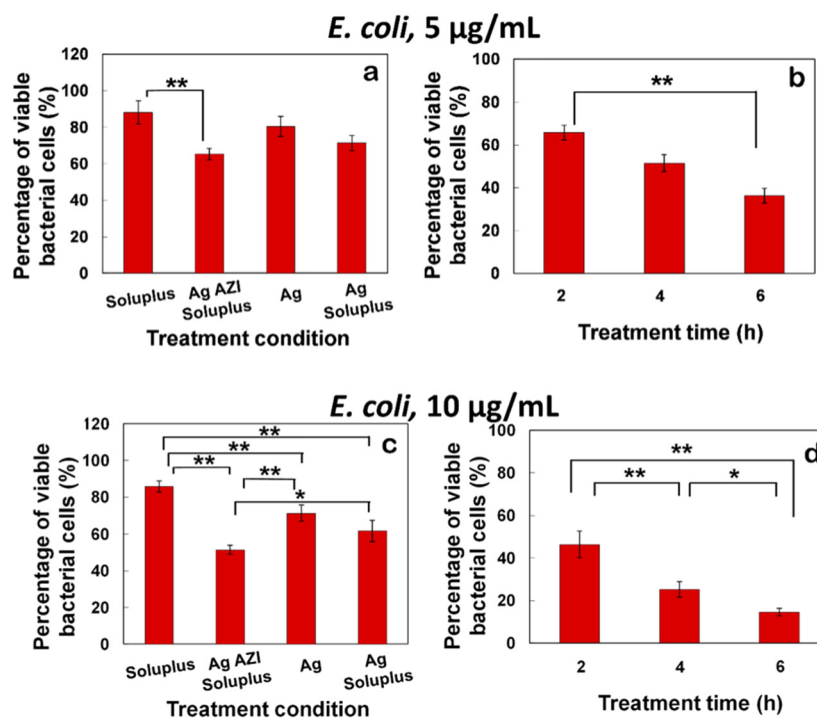 E. coli, 5 µg/mL
a
Percentage of viable
bacterial cells (%)
120
100
80
60
40
20
0
**
Soluplus
Ag AZI
Soluplus
Ag
Ag
Soluplus
Treatment condition
b
Percentage of viable
bacterial cells (%)
100
80
60
40
20
0
**
2
4
6
Treatment time (h)
E. coli, 10 µg/mL
c
Percentage of viable
bacterial cells (%)
120
100
80
60
40
20
0
**
**
**
**
*
Soluplus
Ag AZI
Soluplus
Ag
Ag
Soluplus
Treatment condition
d
Percentage of viable
bacterial cells (%)
100
80
60
40
20
0
**
**
*
2
4
6
Treatment time (h)